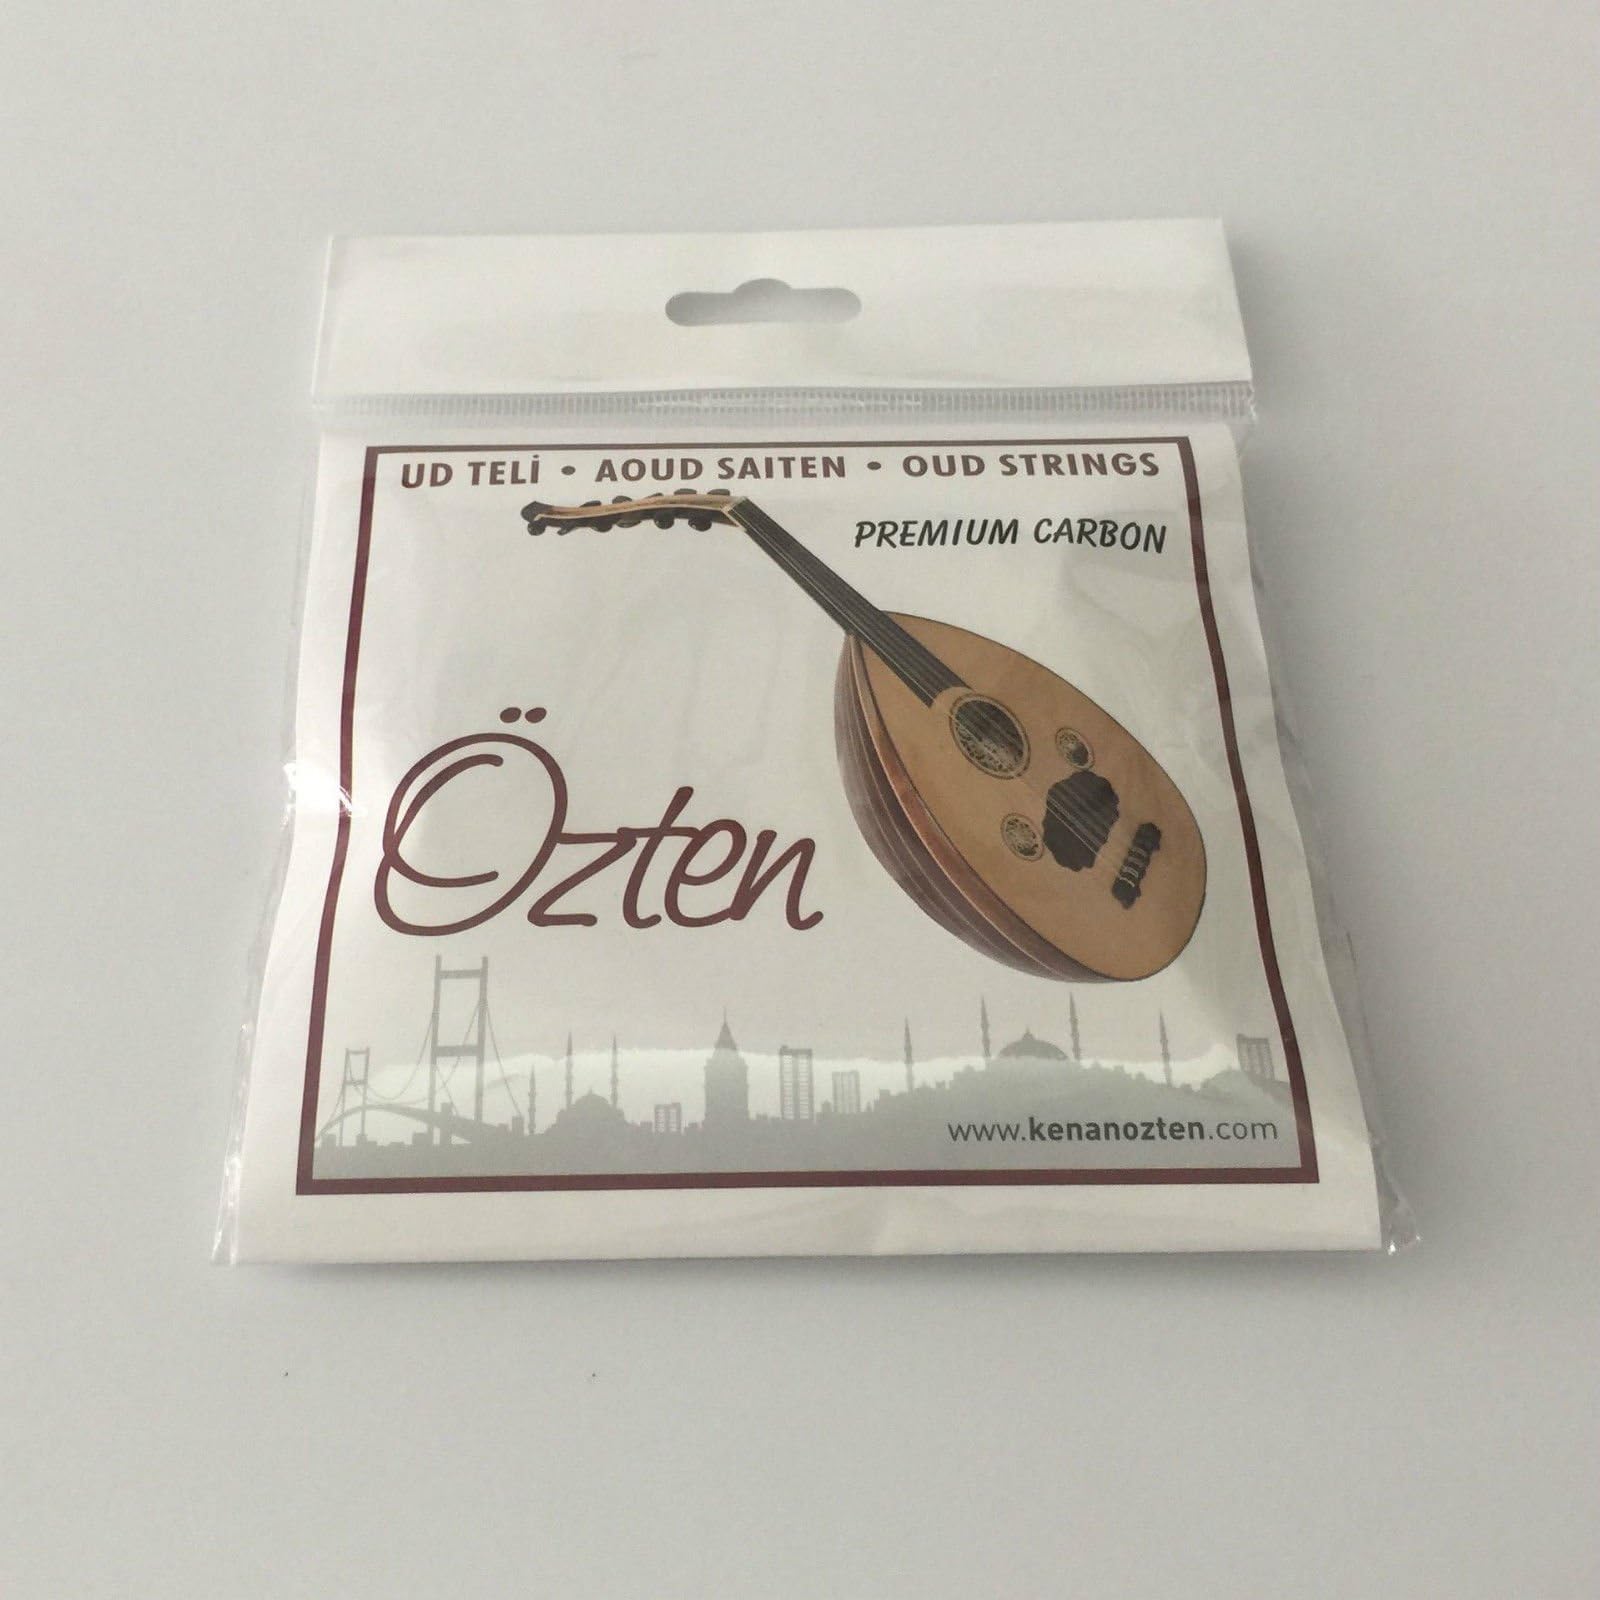 UD TELİ • AOUD SAITEN • OUD STRINGS
PREMIUM CARBON
Özten
www.kenanozten.com